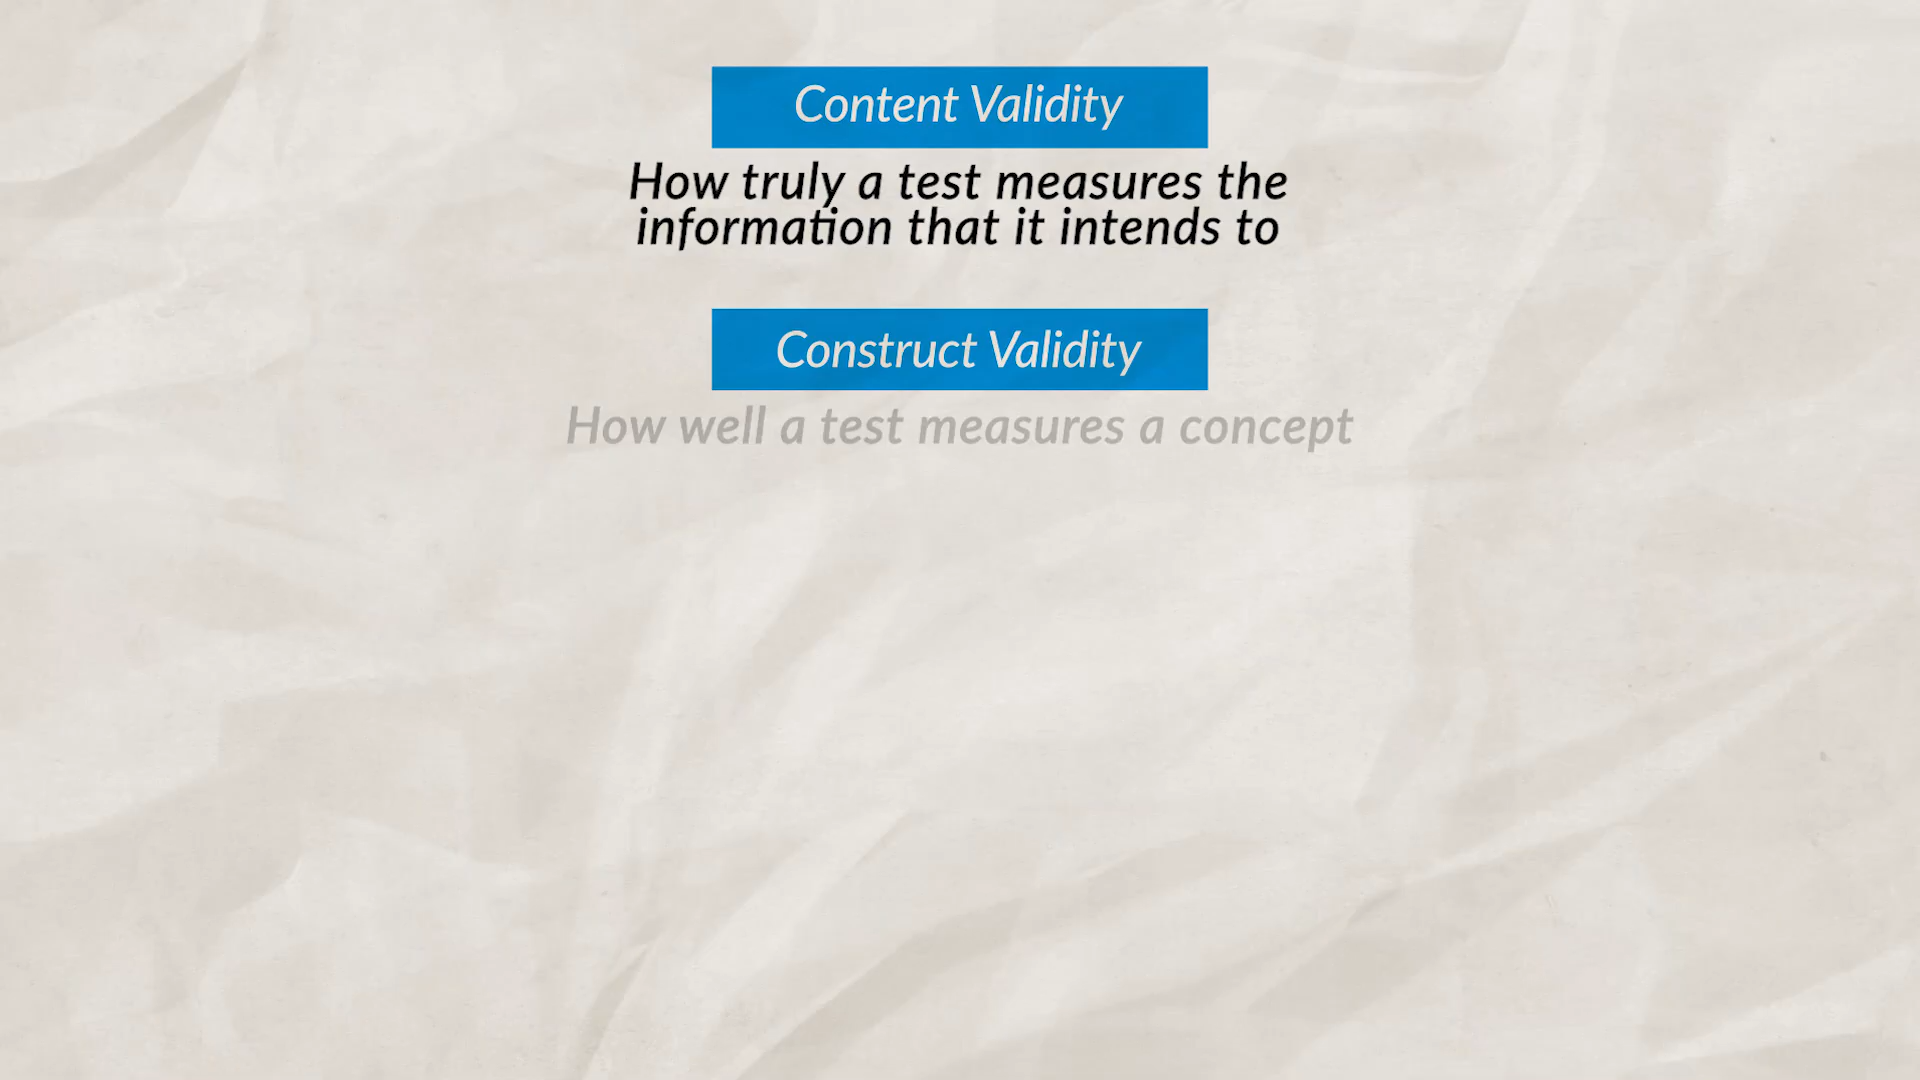 Content Validity
How truly a test measures the
information that it intends to
Construct Validity
How well a test measures a concept